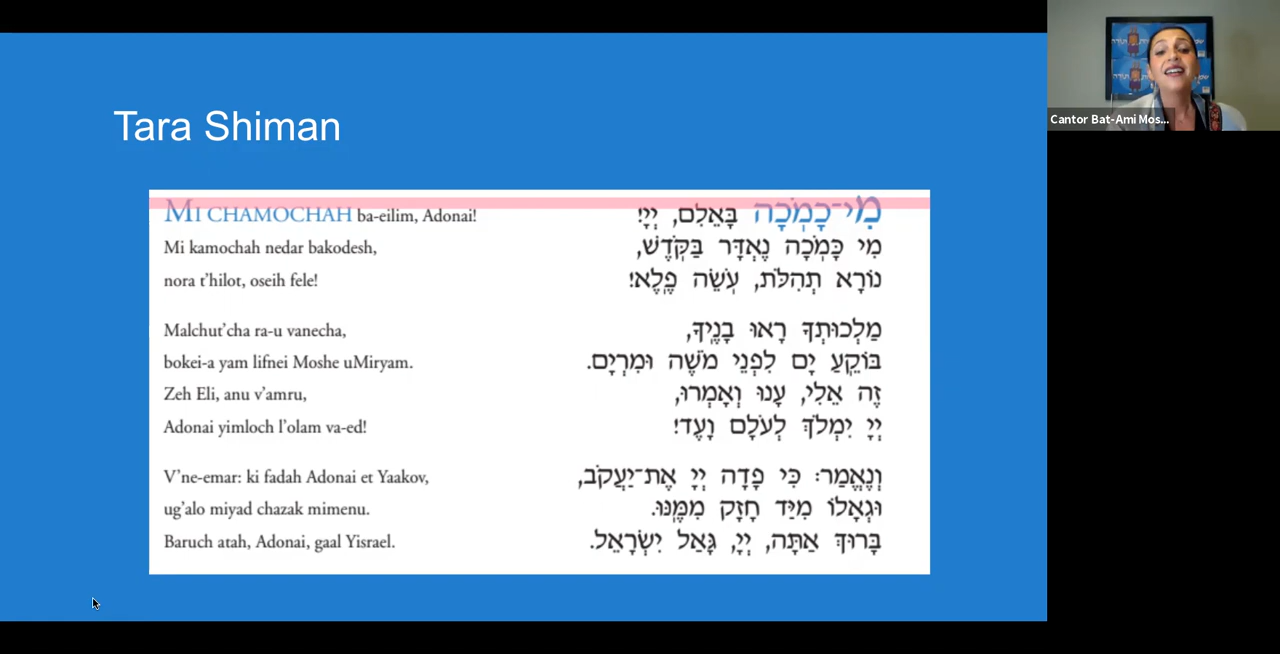 Tara Shiman
MI CHAMOCHAH ba-eilim, Adonai!
Mi kamochah nedar bakodesh,
nora t’hilot, oseih fele!
Malchut’cha ra-u vanecha,
bokei-a yam lifnei Moshe uMiryam.
Zeh Eli, anu v’amru,
Adonai yimloch l’olam va-ed!
V’ne-emar: ki fadah Adonai et Yaakov,
ug’alo miyad chazak mimenu.
Baruch atah, Adonai, gaal Yisrael.
מִי־כָמֹֽכָה בָּאֵלִם, יְיָ!
מִי כָּמֹֽכָה נֶאְדָּר בַּקֹּֽדֶשׁ,
נוֹרָא תְהִלֹּת, עֹֽשֵׂה פֶֽלֶא!
מַלְכוּתְךָ רָאוּ בָנֶֽיךָ,
בּוֹקֵֽעַ יָם לִפְנֵי מֹשֶׁה וּמִרְיָם.
זֶה אֵלִי, עָנוּ וְאָמְרוּ,
יְיָ יִמְלֹךְ לְעֹלָם וָעֶד!
וְנֶאֱמַר: כִּי פָדָה יְיָ אֶת־יַעֲקֹב,
וּגְאָלוֹ מִיַּד חָזָק מִמֶּֽנּוּ.
בָּרוּךְ אַתָּה, יְיָ, גָּאַל יִשְׂרָאֵל.
Cantor Bat-Ami Mos...